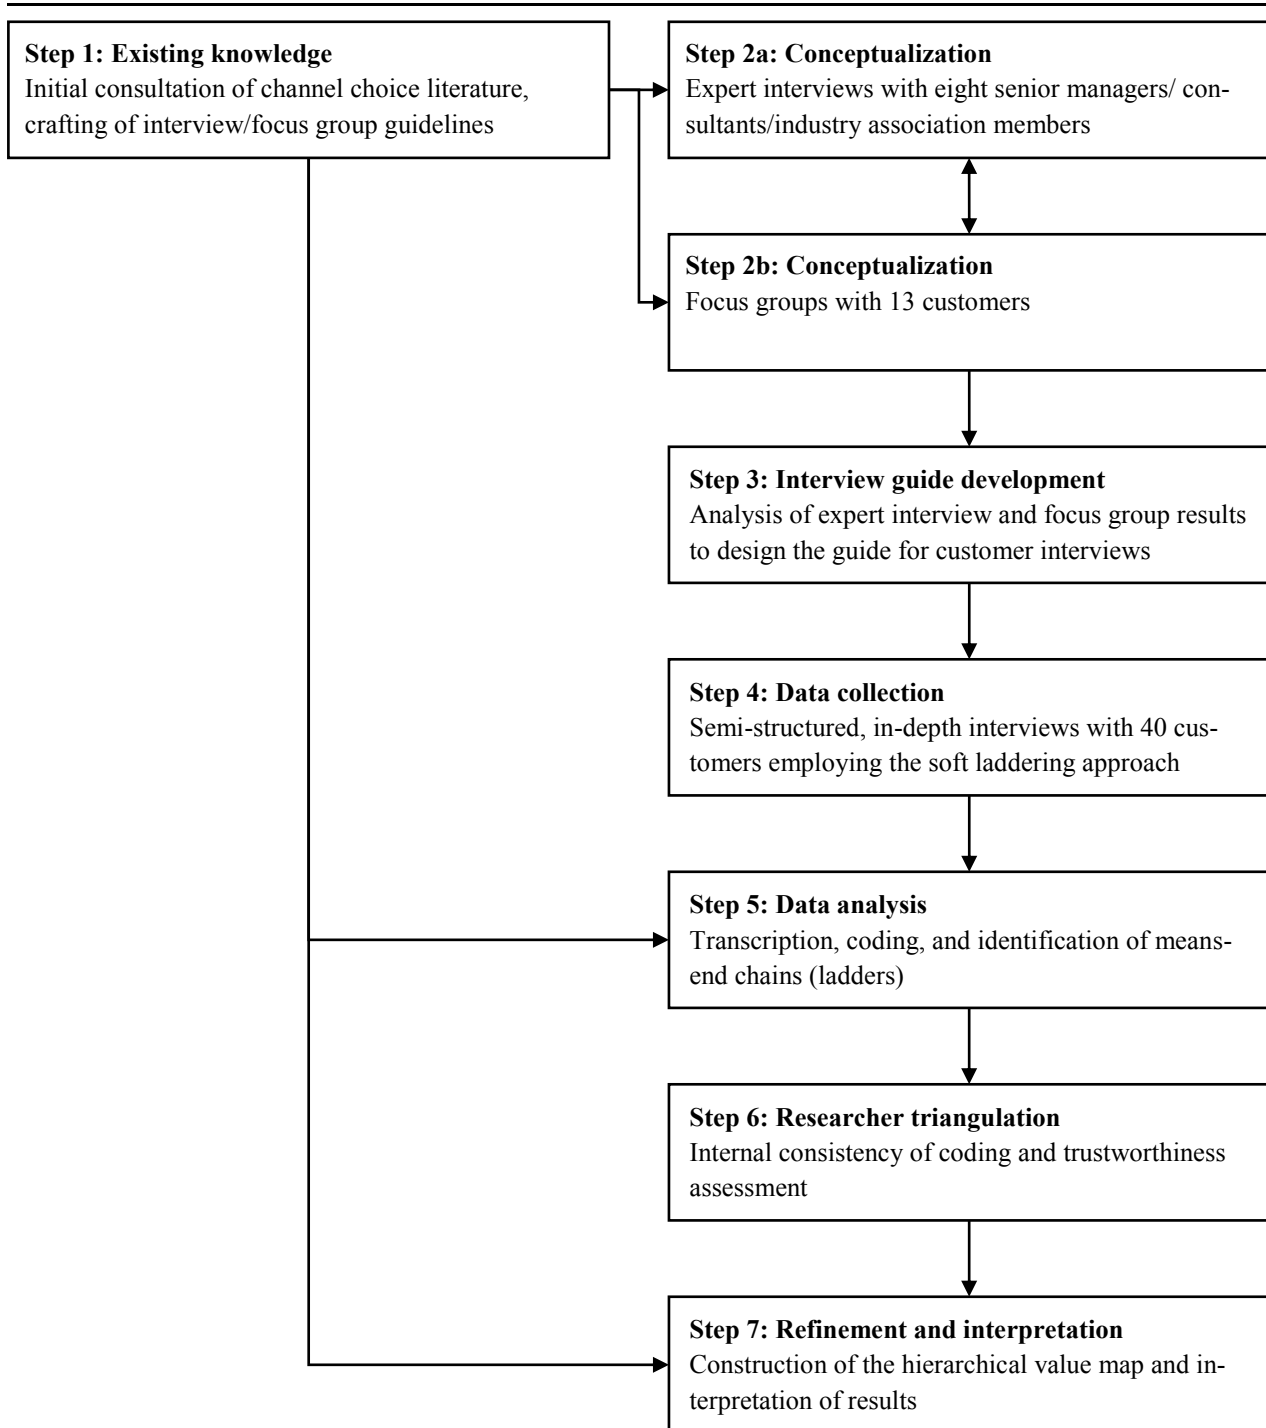 Step 1: Existing knowledge
Initial consultation of channel choice literature,
crafting of interview/focus group guidelines
Step 2a: Conceptualization
Expert interviews with eight senior managers/ con-
sultants/industry association members
Step 2b: Conceptualization
Focus groups with 13 customers
Step 3: Interview guide development
Analysis of expert interview and focus group results
to design the guide for customer interviews
Step 4: Data collection
Semi-structured, in-depth interviews with 40 cus-
tomers employing the soft laddering approach
Step 5: Data analysis
Transcription, coding, and identification of means-
end chains (ladders)
Step 6: Researcher triangulation
Internal consistency of coding and trustworthiness
assessment
Step 7: Refinement and interpretation
Construction of the hierarchical value map and in-
terpretation of results